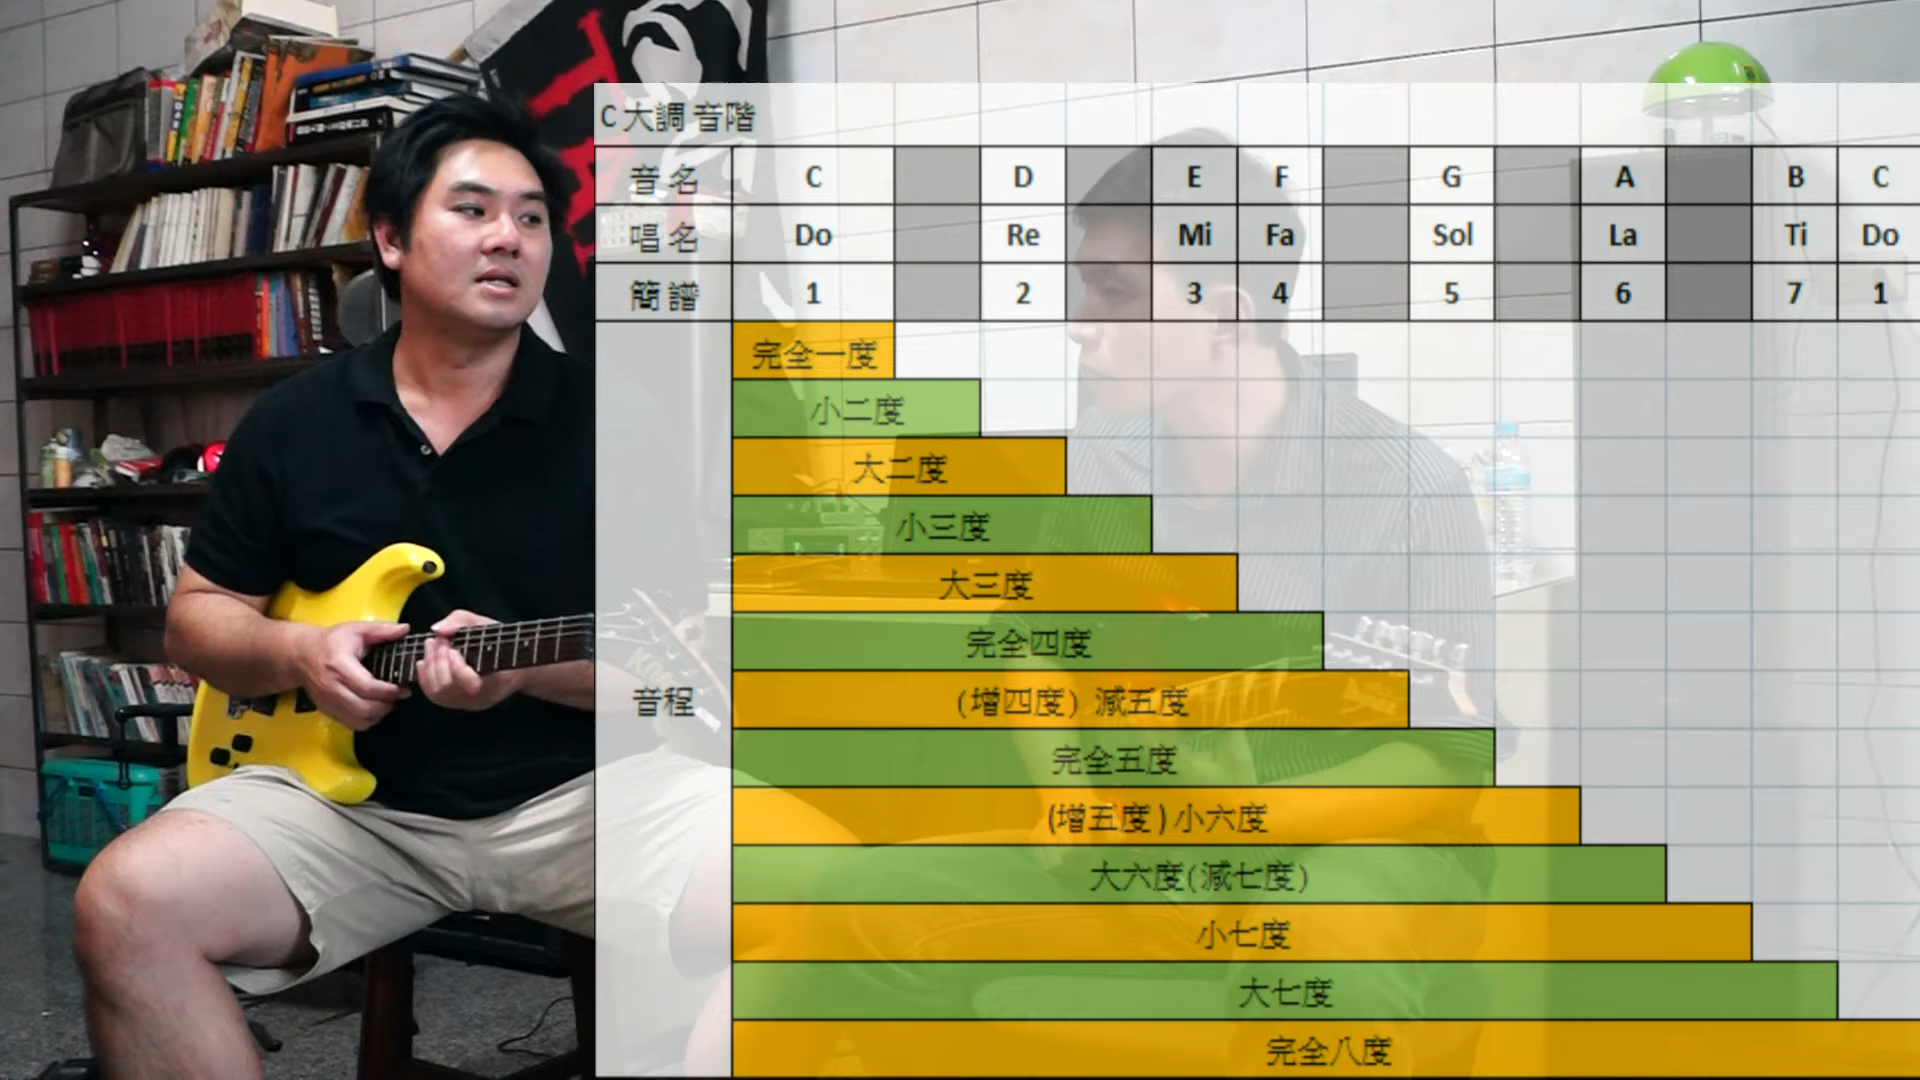 C大調 音階
音名 C D E F G A B C
唱名 Do Re Mi Fa Sol La Ti Do
簡譜 1 2 3 4 5 6 7 1
完全一度
小二度
大二度
小三度
大三度
完全四度
音程 (增四度) 減五度
完全五度
(增五度)小六度
大六度(減七度)
小七度
大七度
完全八度